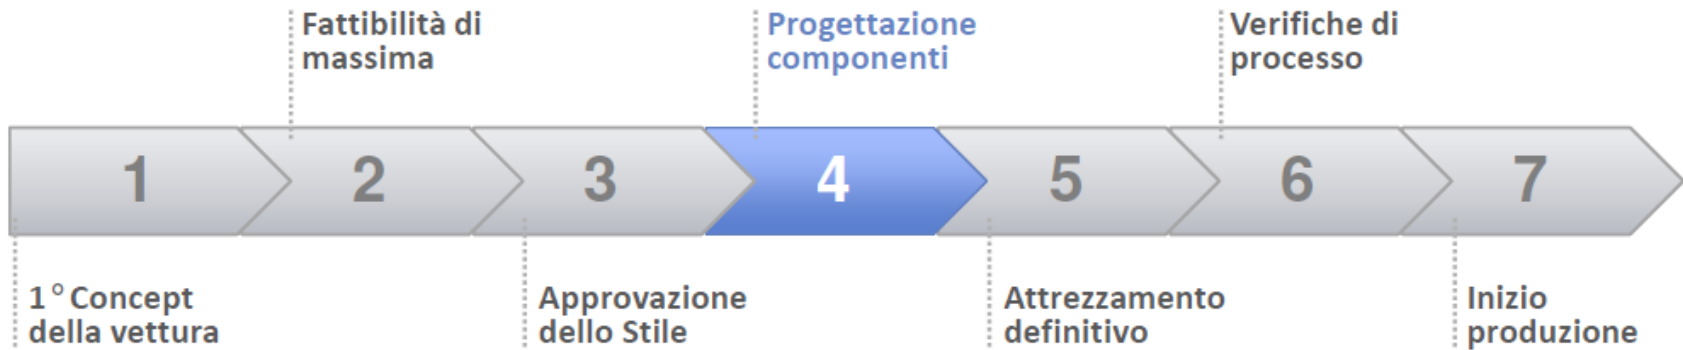 Fattibilità di
massima
Progettazione
componenti
Verifiche di
processo
1
2
3
4
5
6
7
1° Concept
della vettura
Approvazione
dello Stile
Attrezzamento
definitivo
Inizio
produzione